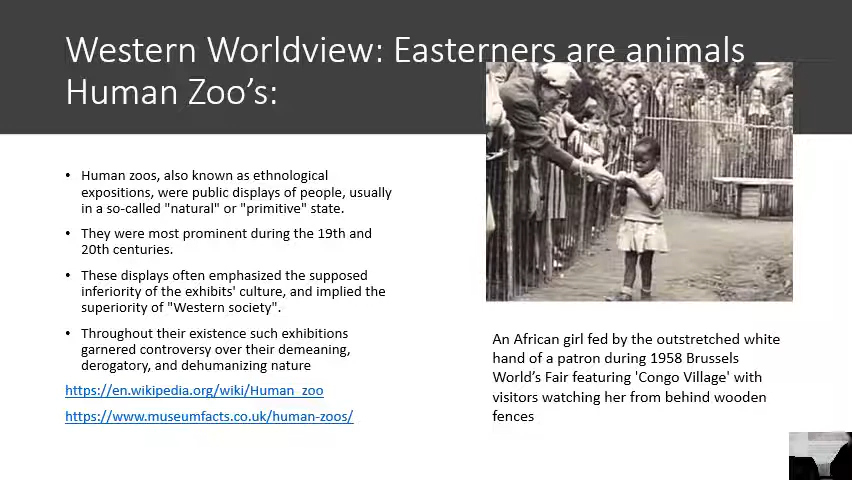 Western Worldview: Easterners are animals
Human Zoo's:
• Human zoos, also known as ethnological
expositions, were public displays of people, usually
in a so-called "natural" or "primitive" state.
• They were most prominent during the 19th and
20th centuries.
• These displays often emphasized the supposed
inferiority of the exhibits' culture, and implied the
superiority of "Western society".
• Throughout their existence such exhibitions
garnered controversy over their demeaning,
derogatory, and dehumanizing nature
https://en.wikipedia.org/wiki/Human_zoo
https://www.museumfacts.co.uk/human-zoos/
An African girl fed by the outstretched white
hand of a patron during 1958 Brussels
World’s Fair featuring 'Congo Village' with
visitors watching her from behind wooden
fences